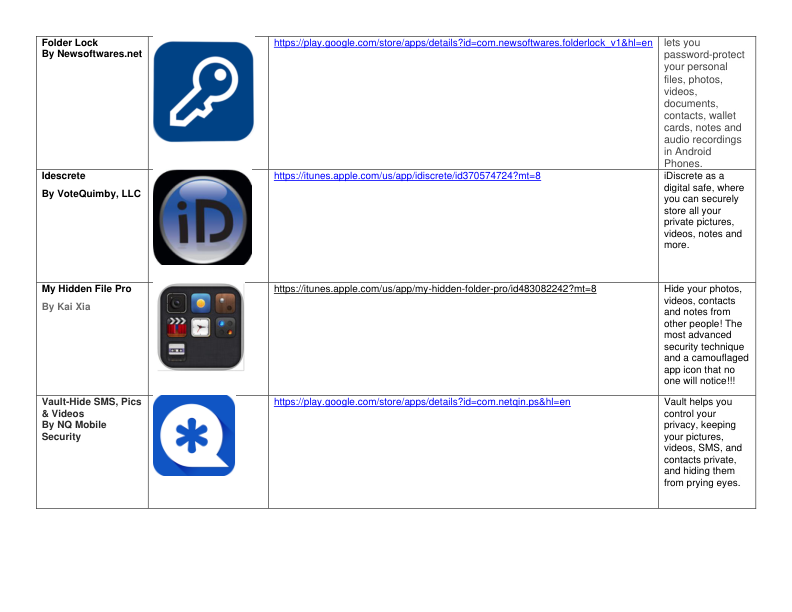 Folder Lock
By Newsoftwares.net
https://play.google.com/store/apps/details?id=com.newsoftwares.folderlock_v1&hl=en
lets you
password-protect
your personal
files, photos,
videos,
documents,
contacts, wallet
cards, notes and
audio recordings
in Android
Phones.
Idescrete
By VoteQuimby, LLC
iD
https://itunes.apple.com/us/app/idiscrete/id370574724?mt=8
iDiscrete as a
digital safe, where
you can securely
store all your
private pictures,
videos, notes and
more.
My Hidden File Pro
By Kai Xia
https://itunes.apple.com/us/app/my-hidden-folder-pro/id483082242?mt=8
Hide your photos,
videos, contacts
and notes from
other people! The
most advanced
security technique
and a camouflaged
app icon that no
one will notice!!!
Vault-Hide SMS, Pics
& Videos
By NQ Mobile
Security
https://play.google.com/store/apps/details?id=com.netqin.ps&hl=en
Vault helps you
control your
privacy, keeping
your pictures,
videos, SMS, and
contacts private,
and hiding them
from prying eyes.